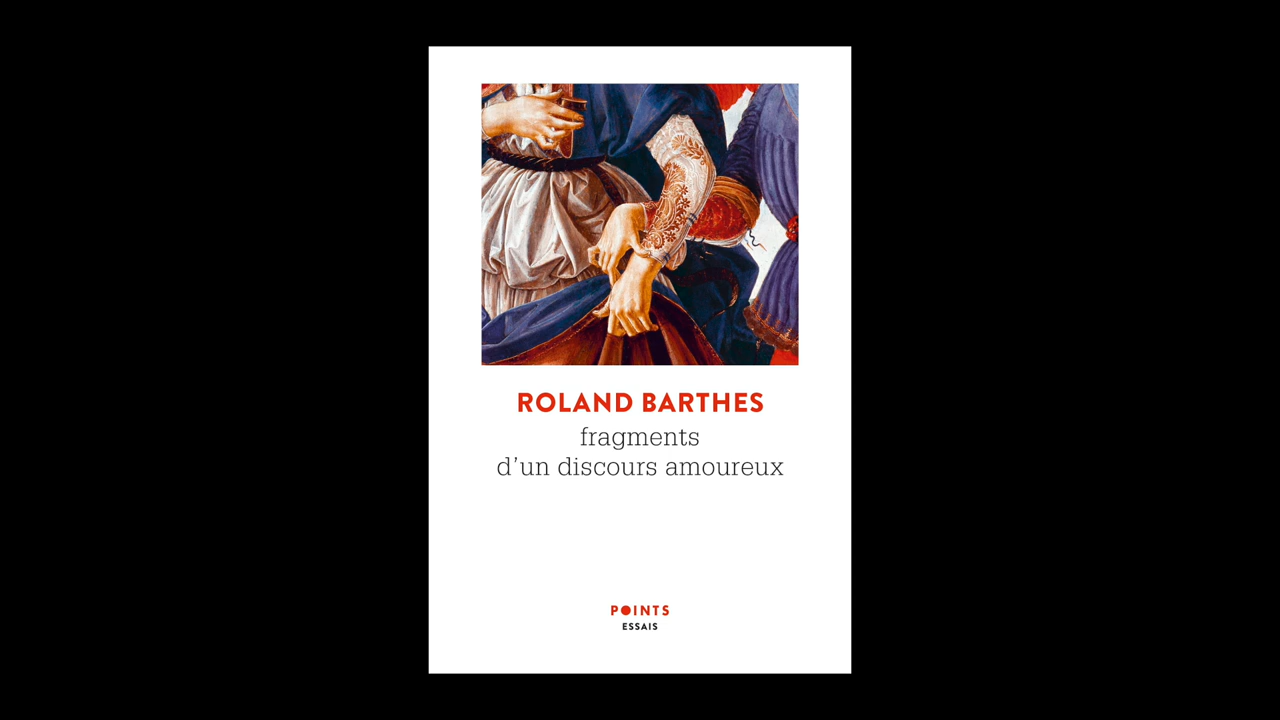 ROLAND BARTHES
fragments
d’un discours amoureux
POINTS
ESSAIS